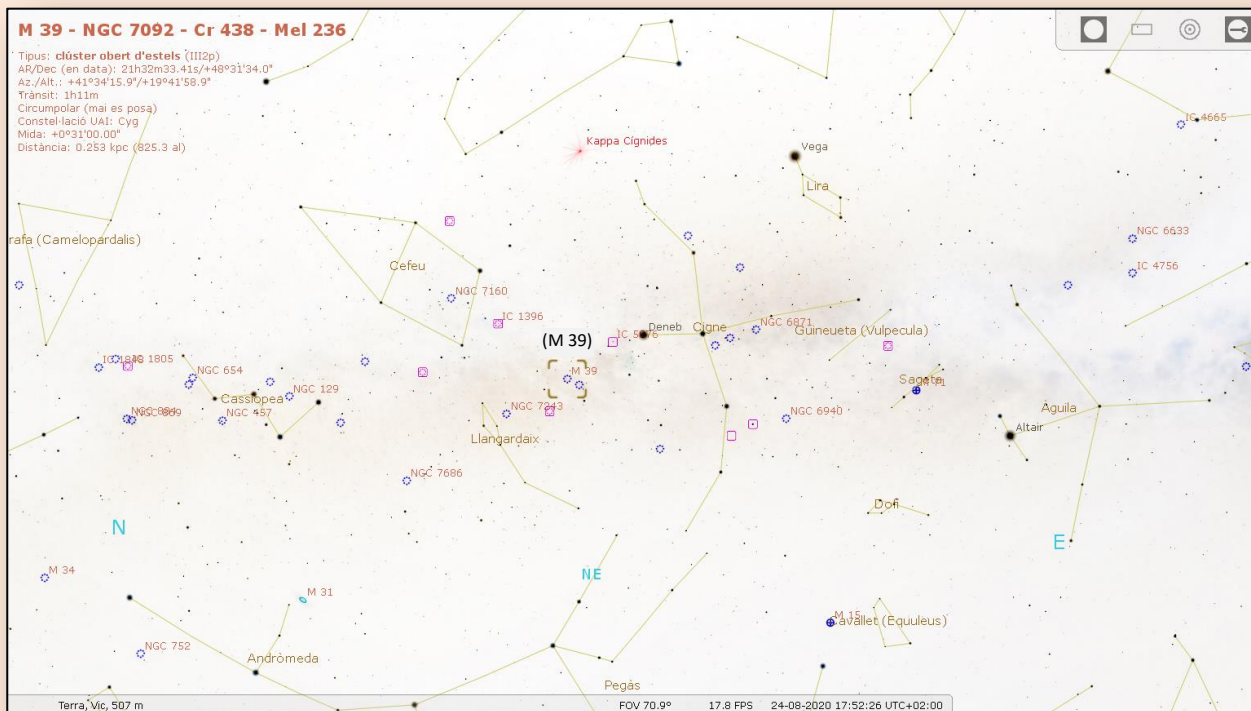 M 39 - NGC 7092 - Cr 438 - Mel 236
Tipus: clúster obert d'estels (III2p)
AR/Dec (en data): 21h32m33.41s/+48°31'34.0"
Az./Alt.: +41°34'15.9"/+19°41'58.9"
Trànsit: 1h11m
Circumpolar (mai es posa)
Constel·lació UAI: Cyg
Mida: +0°31'00.00"
Distància: 0.253 kpc (825.3 al)
IC 4665
Kappa Cígnides
Vega
Lira
rafa (Camelopardalis)
NGC 6633
Cefeu
IC 4756
NGC 7160
IC 1396
Deneb
Cigne
NGC 6871
Guineueta (Vulpecula)
(M 39)
IC 1805
M 39
NGC 654
Cassiopea
NGC 129
Sageta
Àguila
NGC 457
NGC 7243
NGC 6940
Altair
Llangardaix
NGC 7686
Dofí
N
E
NE
M 34
M 31
M 15
Cavallet (Equuleus)
NGC 752
Andròmeda
Pegàs
Terra, Vic, 507 m
FOV 70.9°
17.8 FPS
24-08-2020 17:52:26 UTC+02:00